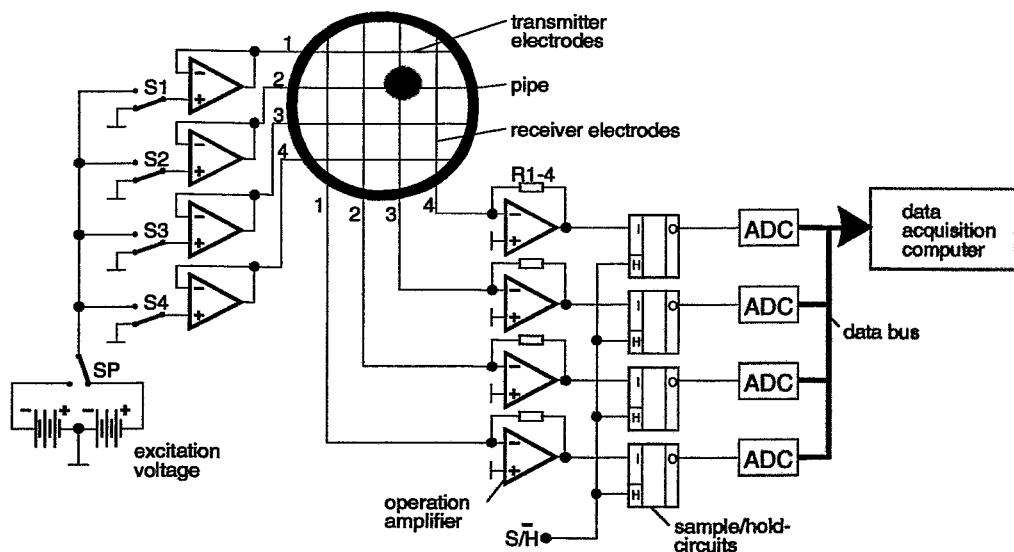 transmitter
electrodes
1
S1
2
pipe
3
receiver electrodes
S2
4
R1-4
1
2
3
4
S3
I
O
ADC
data
acquisition
computer
H
S4
I
O
ADC
H
data bus
SP
I
O
ADC
H
excitation
voltage
I
O
ADC
H
operation
amplifier
S/H̅
sample/hold-
circuits